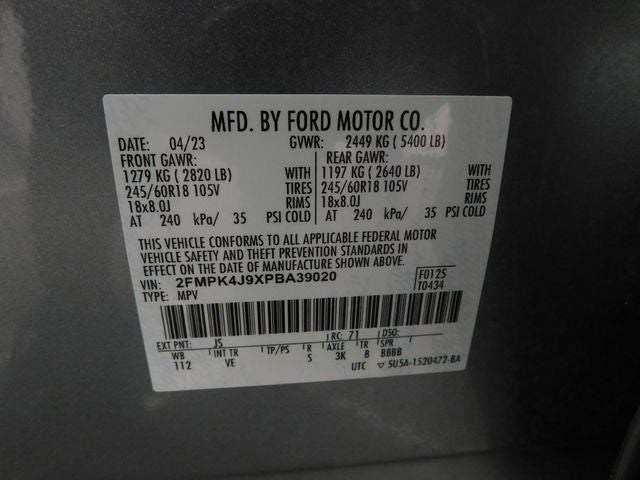 MFD. BY FORD MOTOR CO.
DATE: 04/23 GVWR: 2449 KG ( 5400 LB)
FRONT GAWR: REAR GAWR:
1279 KG ( 2820 LB) WITH 1197 KG ( 2640 LB) WITH
245/60R18 105V TIRES 245/60R18 105V TIRES
18x8.0J RIMS 18x8.0J RIMS
AT 240 kPa/ 35 PSI COLD AT 240 kPa/ 35 PSI COLD
THIS VEHICLE CONFORMS TO ALL APPLICABLE FEDERAL MOTOR
VEHICLE SAFETY AND THEFT PREVENTION STANDARDS IN
EFFECT ON THE DATE OF MANUFACTURE SHOWN ABOVE.
VIN: 2FMPK4J9XPBA39020 F0125
TYPE: MPV T0434
EXT PNT: JS RC: 71 DSO:
WB INT TR TP/PS R AXLE TR SPR
112 VE S 3K B BBBB
UTC ▽ 5U5A-1520472-BA